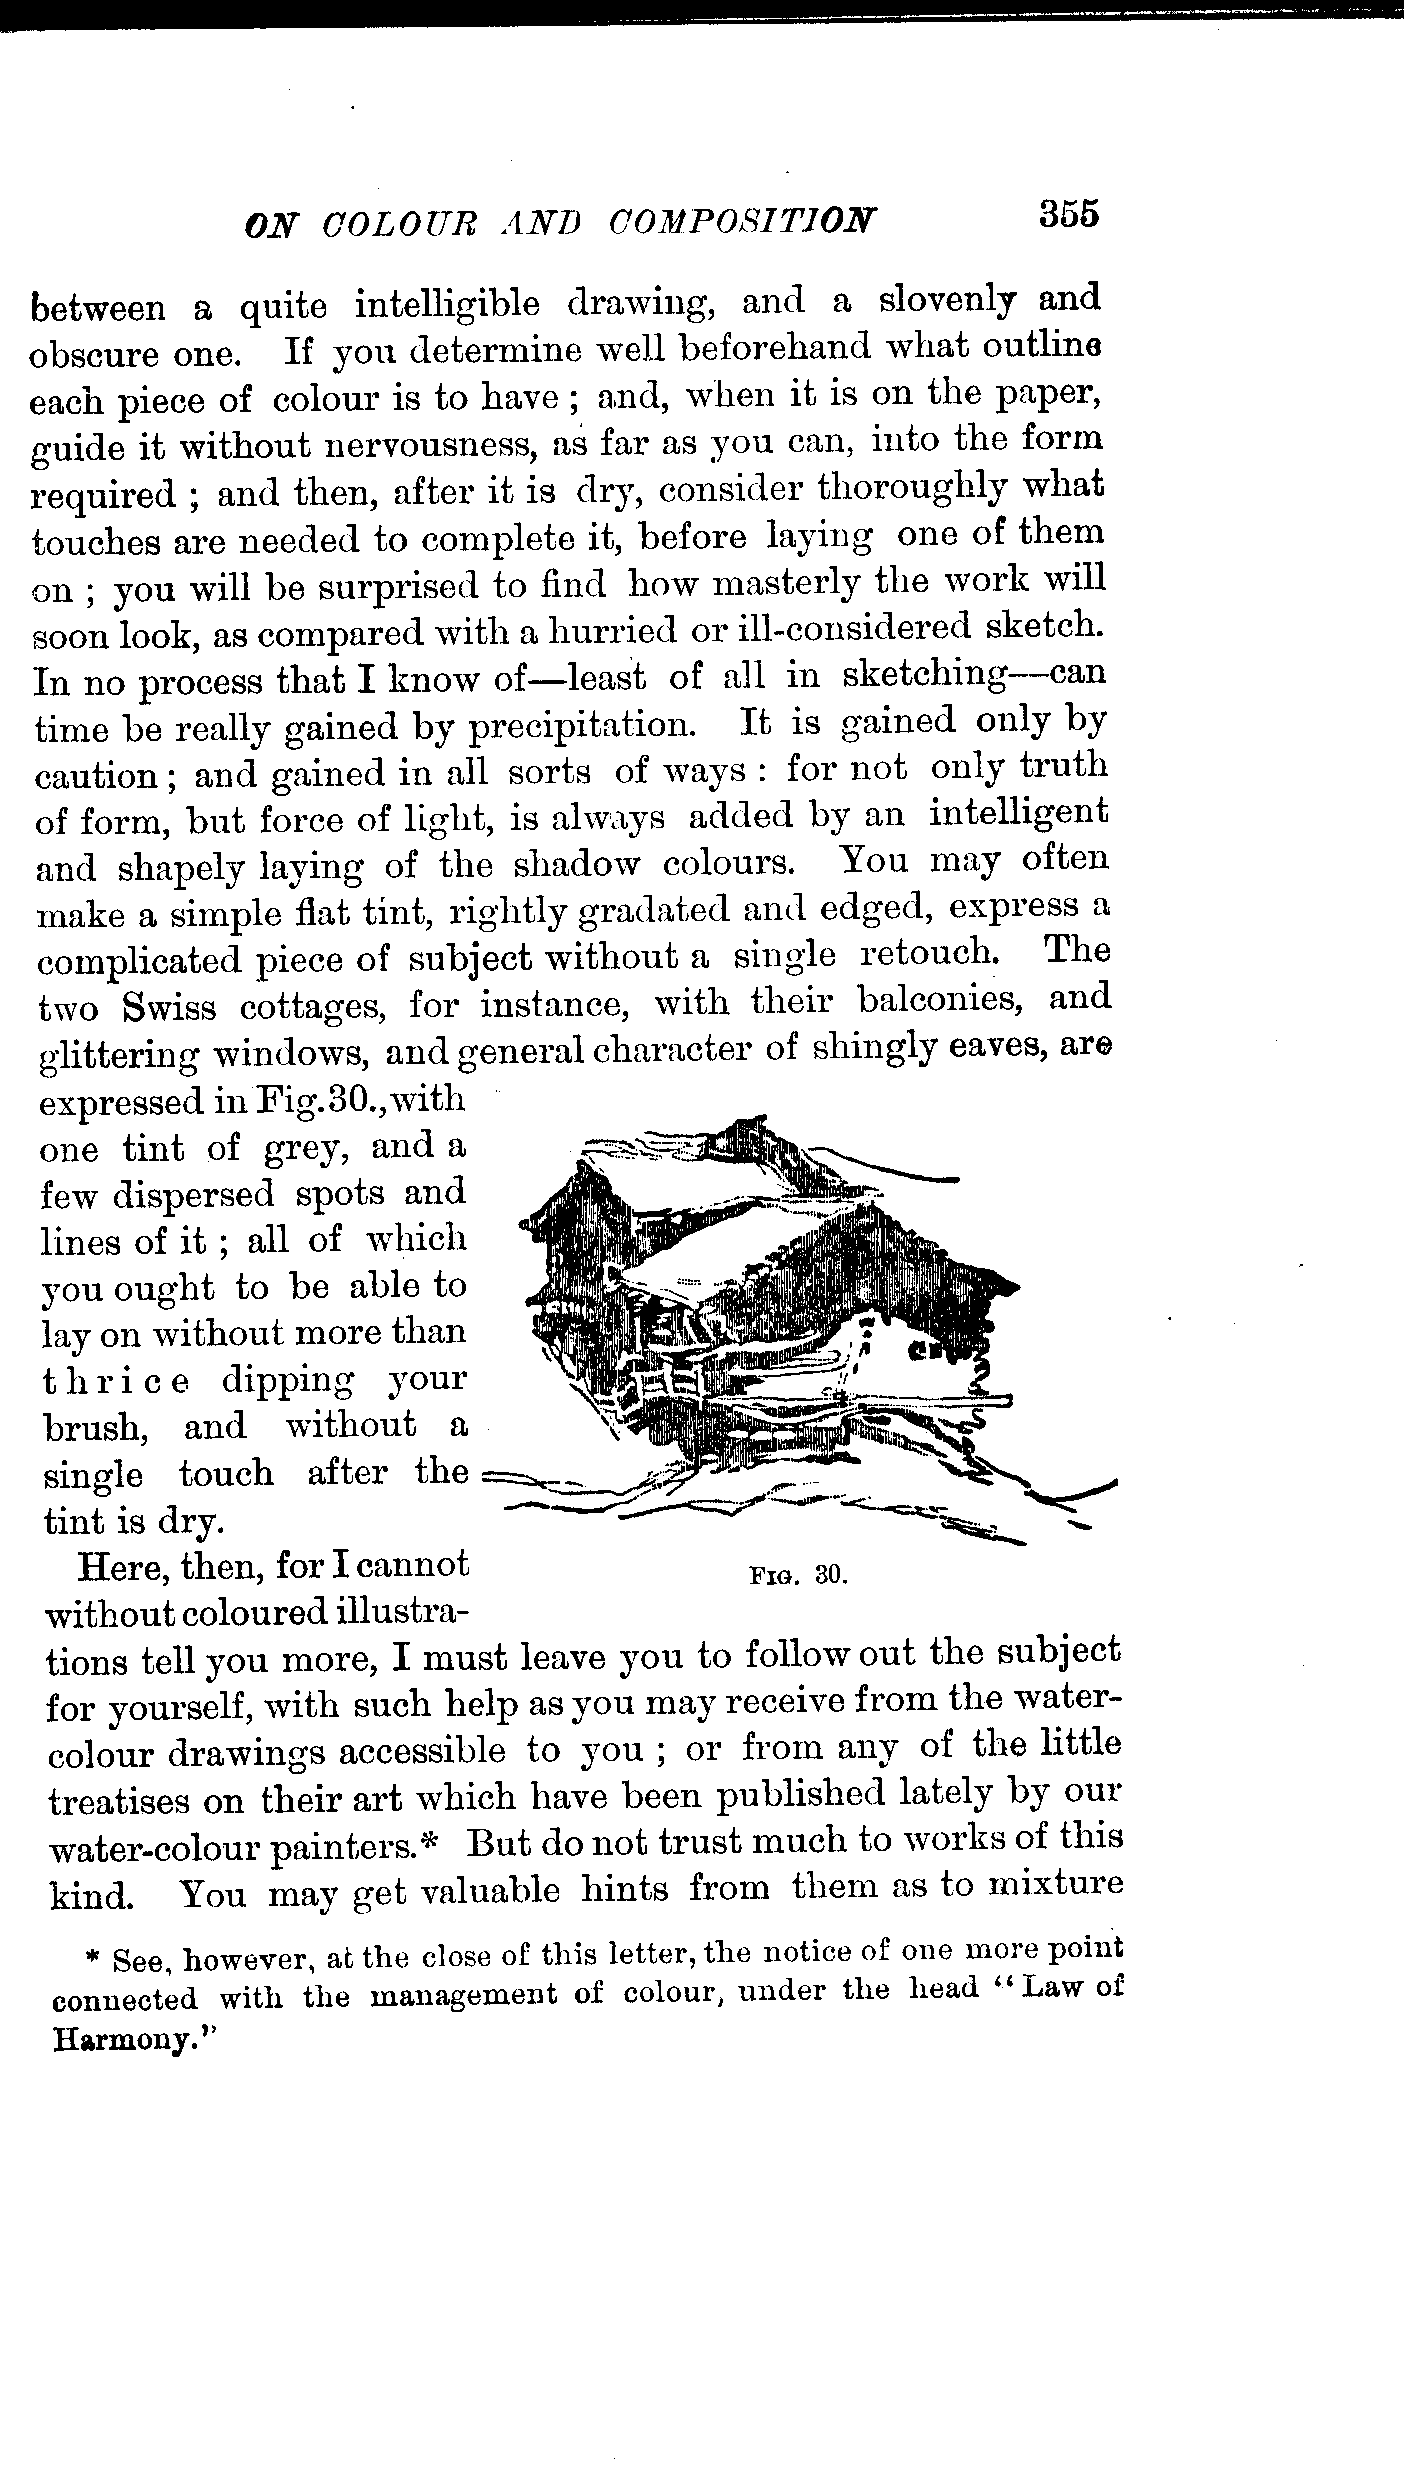 ON COLOUR AND COMPOSITION 355
between a quite intelligible drawing, and a slovenly and
obscure one. If you determine well beforehand what outline
each piece of colour is to have ; and, when it is on the paper,
guide it without nervousness, as far as you can, into the form
required ; and then, after it is dry, consider thoroughly what
touches are needed to complete it, before laying one of them
on ; you will be surprised to find how masterly the work will
soon look, as compared with a hurried or ill-considered sketch.
In no process that I know of—least of all in sketching—can
time be really gained by precipitation. It is gained only by
caution ; and gained in all sorts of ways : for not only truth
of form, but force of light, is always added by an intelligent
and shapely laying of the shadow colours. You may often
make a simple flat tint, rightly gradated and edged, express a
complicated piece of subject without a single retouch. The
two Swiss cottages, for instance, with their balconies, and
glittering windows, and general character of shingly eaves, are
expressed in Fig.30.,with
one tint of grey, and a
few dispersed spots and
lines of it ; all of which
you ought to be able to
lay on without more than
thrice dipping your
brush, and without a
single touch after the
tint is dry.
Here, then, for I cannot
without coloured illustra-
FIG. 30.
tions tell you more, I must leave you to follow out the subject
for yourself, with such help as you may receive from the water-
colour drawings accessible to you ; or from any of the little
treatises on their art which have been published lately by our
water-colour painters.* But do not trust much to works of this
kind. You may get valuable hints from them as to mixture
* See, however, at the close of this letter, the notice of one more point
connected with the management of colour, under the head "Law of
Harmony."